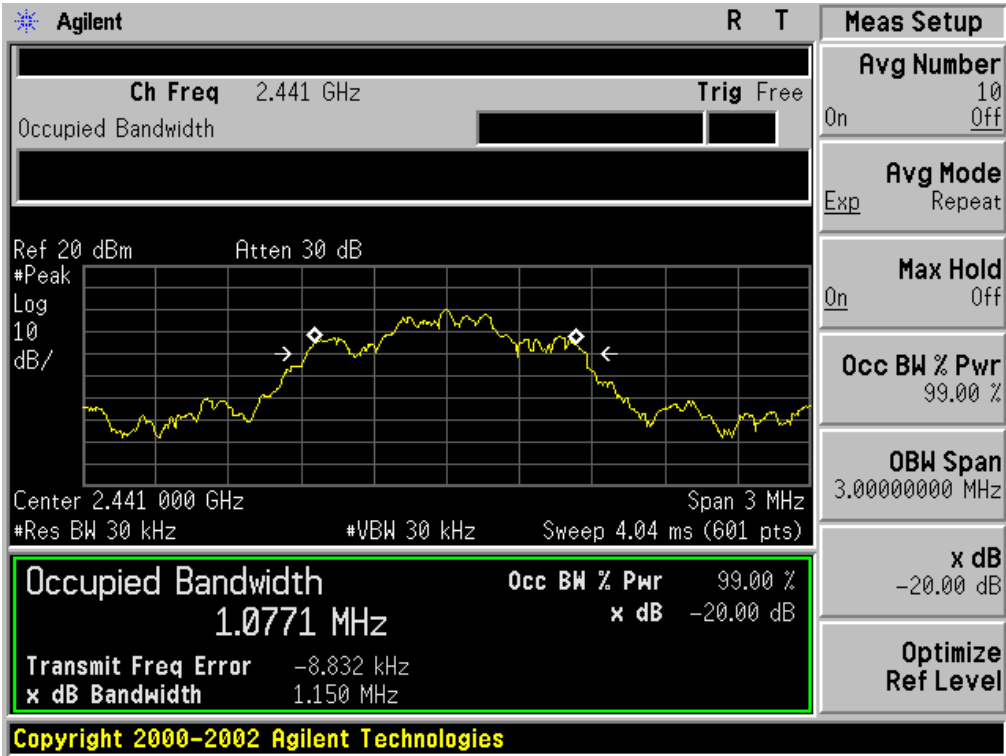 Agilent R T
Ch Freq 2.441 GHz Trig Free
Occupied Bandwidth
Ref 20 dBm Atten 30 dB
#Peak
Log
10
dB/
Center 2.441 000 GHz Span 3 MHz
#Res BW 30 kHz #VBW 30 kHz Sweep 4.04 ms (601 pts)
Occupied Bandwidth Occ BW % Pwr 99.00 %
1.0771 MHz x dB -20.00 dB
Transmit Freq Error -8.832 kHz
x dB Bandwidth 1.150 MHz
Copyright 2000-2002 Agilent Technologies
Meas Setup
Avg Number
10
On Off
Avg Mode
Exp Repeat
Max Hold
On Off
Occ BW % Pwr
99.00 %
OBW Span
3.00000000 MHz
x dB
-20.00 dB
Optimize
Ref Level